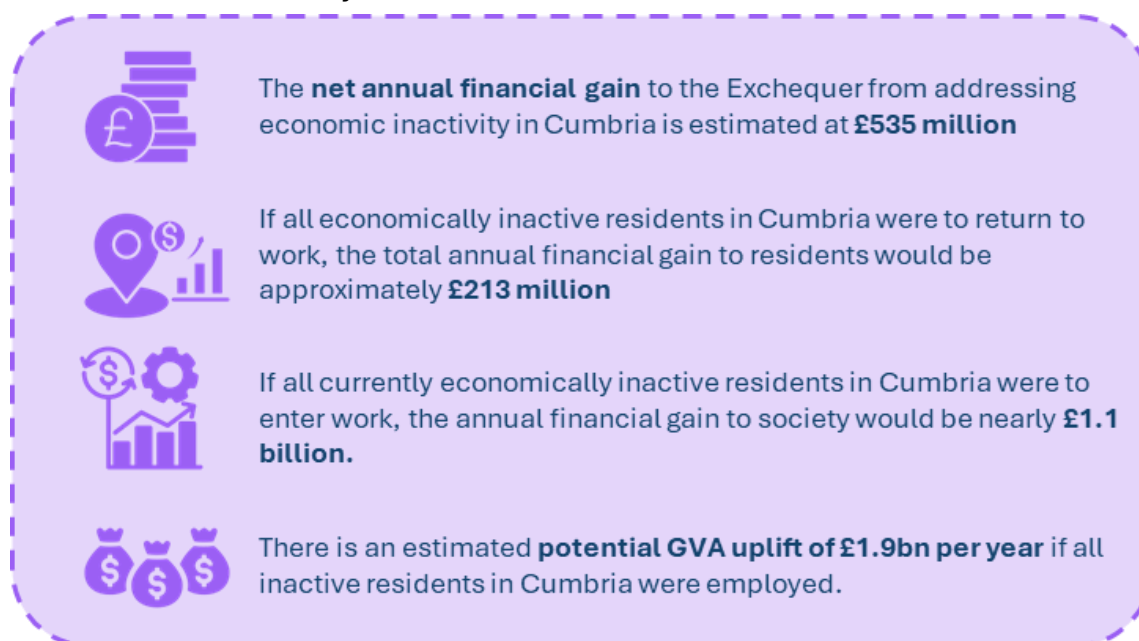 The net annual financial gain to the Exchequer from addressing
economic inactivity in Cumbria is estimated at £535 million
If all economically inactive residents in Cumbria were to return to
work, the total annual financial gain to residents would be
approximately £213 million
If all currently economically inactive residents in Cumbria were to
enter work, the annual financial gain to society would be nearly £1.1
billion.
There is an estimated potential GVA uplift of £1.9bn per year if all
inactive residents in Cumbria were employed.